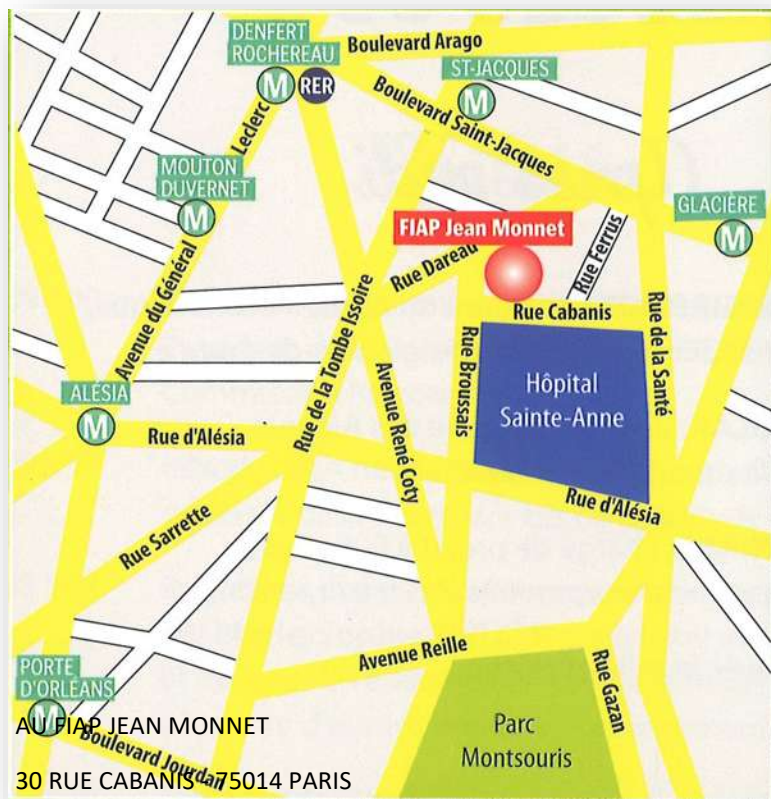 DENFERT
ROCHEREAU
M
RER
Boulevard Arago
ST-JACQUES
M
Boulevard Saint-Jacques
Leclerc
MOUTON
DUVERNET
M
GLACIÈRE
M
FIAP Jean Monnet
Rue Ferrus
Rue Dareau
Avenue du Général
Rue de la Tombe Issoire
Rue Cabanis
Rue Broussais
Rue de la Santé
Hôpital
Sainte-Anne
ALÉSIA
M
Rue d'Alésia
Avenue René Coty
Rue d'Alésia
Rue Sarrette
Avenue Reille
Rue Gazan
PORTE
D'ORLÉANS
M
Parc
Montsouris
Boulevard Jourdan
AU FIAP JEAN MONNET
30 RUE CABANIS 75014 PARIS